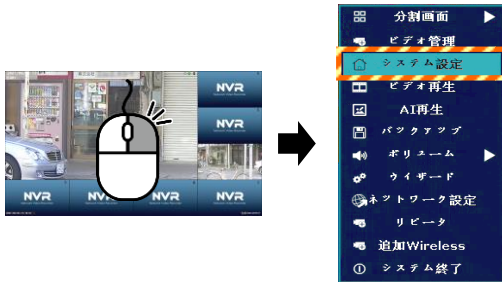 NVR
NVR
NVR
NVR
NVR
NVR
分割画面
ビデオ管理
システム設定
ビデオ再生
AI再生
バックアップ
ボリューム
ウイザード
ネットワーク設定
リピータ
追加Wireless
システム終了